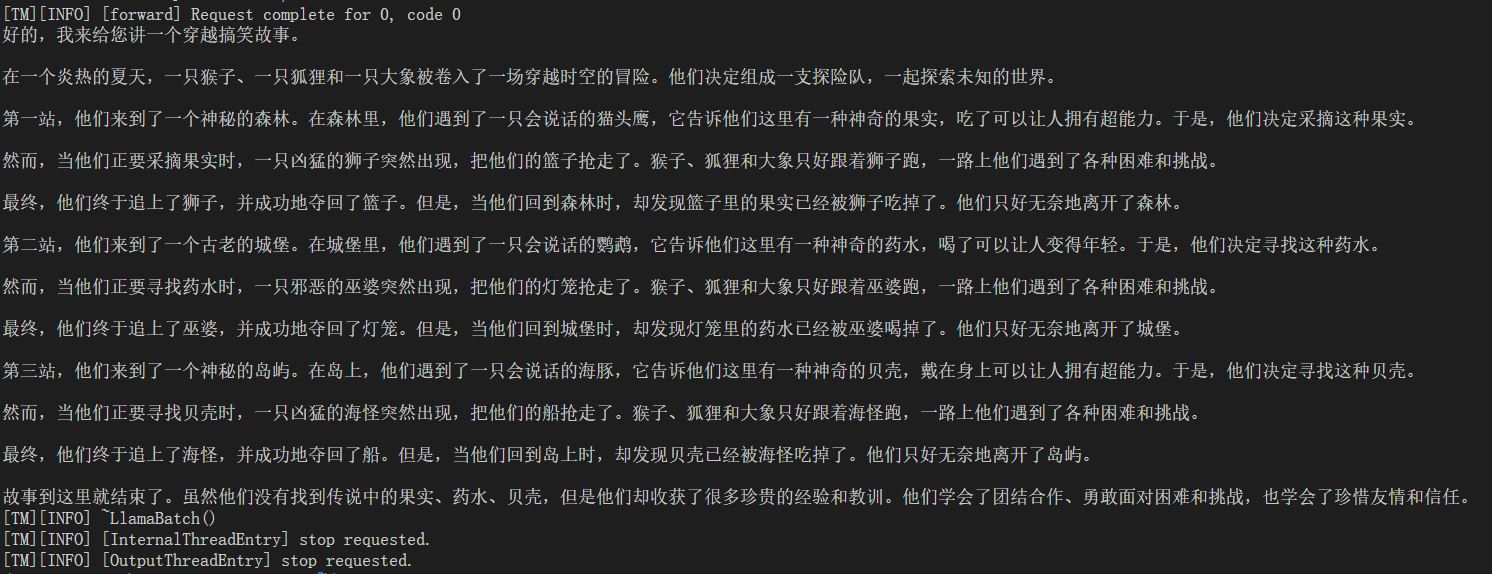 [TM][INFO] [forward] Request complete for 0, code 0
好的，我来给您讲一个穿越搞笑故事。
在一个炎热的夏天，一只猴子、一只狐狸和一只大象被卷入了一场穿越时空的冒险。他们决定组成一支探险队，一起探索未知的世界。
第一站，他们来到了一个神秘的森林。在森林里，他们遇到了一只会说话的猫头鹰，它告诉他们这里有一种神奇的果实，吃了可以让人拥有超能力。于是，他们决定采摘这种果实。
然而，当他们正要采摘果实时，一只凶猛的狮子突然出现，把他们的篮子抢走了。猴子、狐狸和大象只好跟着狮子跑，一路上他们遇到了各种困难和挑战。
最终，他们终于追上了狮子，并成功地夺回了篮子。但是，当他们回到森林时，却发现篮子里的果实已经被狮子吃掉了。他们只好无奈地离开了森林。
第二站，他们来到了一个古老的城堡。在城堡里，他们遇到了一只会说话的鹦鹉，它告诉他们这里有一种神奇的药水，喝了可以让人变得年轻。于是，他们决定寻找这种药水。
然而，当他们正要寻找药水时，一只邪恶的巫婆突然出现，把他们的灯笼抢走了。猴子、狐狸和大象只好跟着巫婆跑，一路上他们遇到了各种困难和挑战。
最终，他们终于追上了巫婆，并成功地夺回了灯笼。但是，当他们回到城堡时，却发现灯笼里的药水已经被巫婆喝掉了。他们只好无奈地离开了城堡。
第三站，他们来到了一个神秘的岛屿。在岛上，他们遇到了一只会说话的海豚，它告诉他们这里有一种神奇的贝壳，戴在身上可以让人拥有超能力。于是，他们决定寻找这种贝壳。
然而，当他们正要寻找贝壳时，一只凶猛的海怪突然出现，把他们的船抢走了。猴子、狐狸和大象只好跟着海怪跑，一路上他们遇到了各种困难和挑战。
最终，他们终于追上了海怪，并成功地夺回了船。但是，当他们回到岛上时，却发现贝壳已经被海怪吃掉了。他们只好无奈地离开了岛屿。
故事到这里就结束了。虽然他们没有找到传说中的果实、药水、贝壳，但是他们却收获了很多珍贵的经验和教训。他们学会了团结合作、勇敢面对困难和挑战，也学会了珍惜友情和信任。
[TM][INFO] ~LlamaBatch()
[TM][INFO] [InternalThreadEntry] stop requested.
[TM][INFO] [OutputThreadEntry] stop requested.